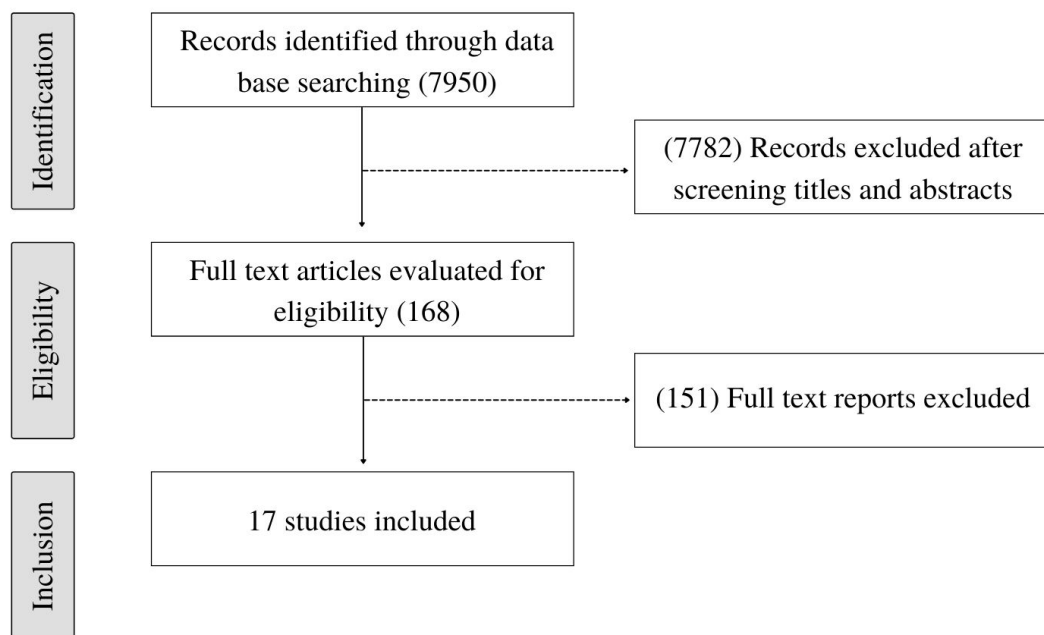 Identification
Records identified through data
base searching (7950)
(7782) Records excluded after
screening titles and abstracts
Eligibility
Full text articles evaluated for
eligibility (168)
(151) Full text reports excluded
Inclusion
17 studies included